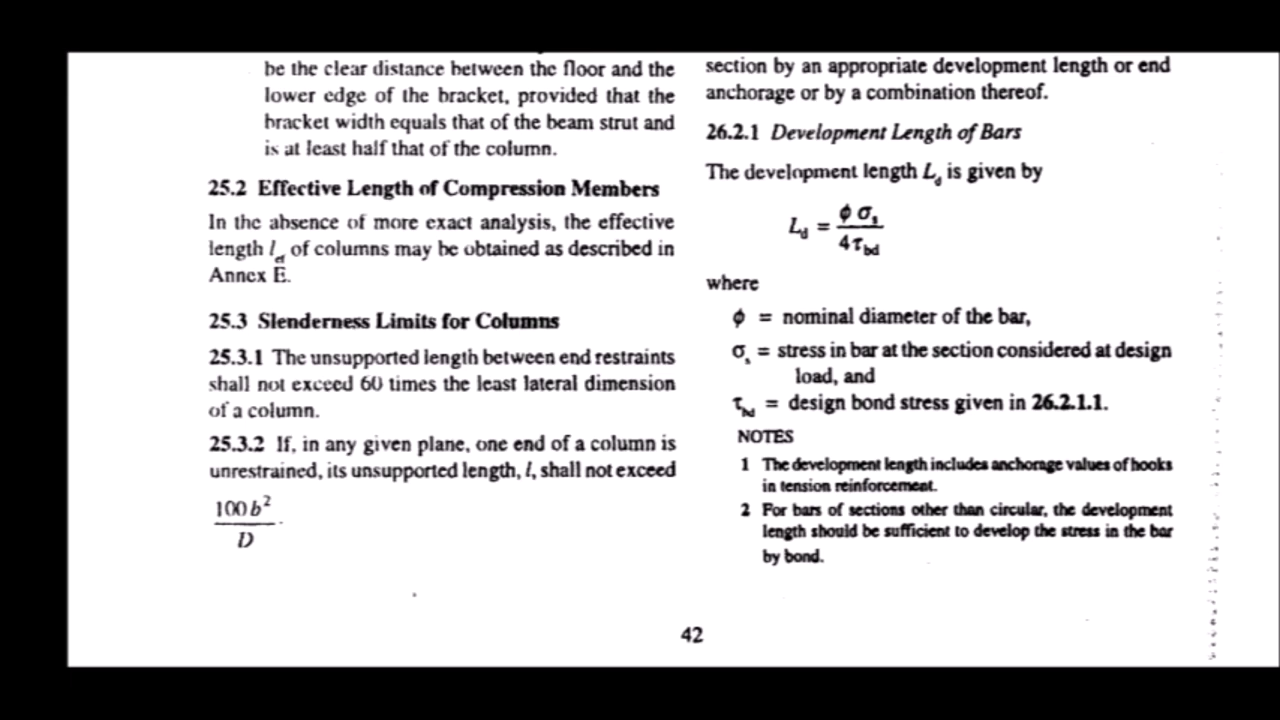 be the clear distance between the floor and the
lower edge of the bracket, provided that the
bracket width equals that of the beam strut and
is at least half that of the column.
25.2 Effective Length of Compression Members
In the absence of more exact analysis, the effective
length l_ef of columns may be obtained as described in
Annex E.
25.3 Slenderness Limits for Columns
25.3.1 The unsupported length between end restraints
shall not exceed 60 times the least lateral dimension
of a column.
25.3.2 If, in any given plane, one end of a column is
unrestrained, its unsupported length, l, shall not exceed
100 b²
D
section by an appropriate development length or end
anchorage or by a combination thereof.
26.2.1 Development Length of Bars
The development length L_d is given by
L_d = ϕ σ_s / 4 τ_bd
where
ϕ = nominal diameter of the bar,
σ_s = stress in bar at the section considered at design
load, and
τ_bd = design bond stress given in 26.2.1.1.
NOTES
1 The development length includes anchorage values of hooks
in tension reinforcement.
2 For bars of sections other than circular, the development
length should be sufficient to develop the stress in the bar
by bond.
42